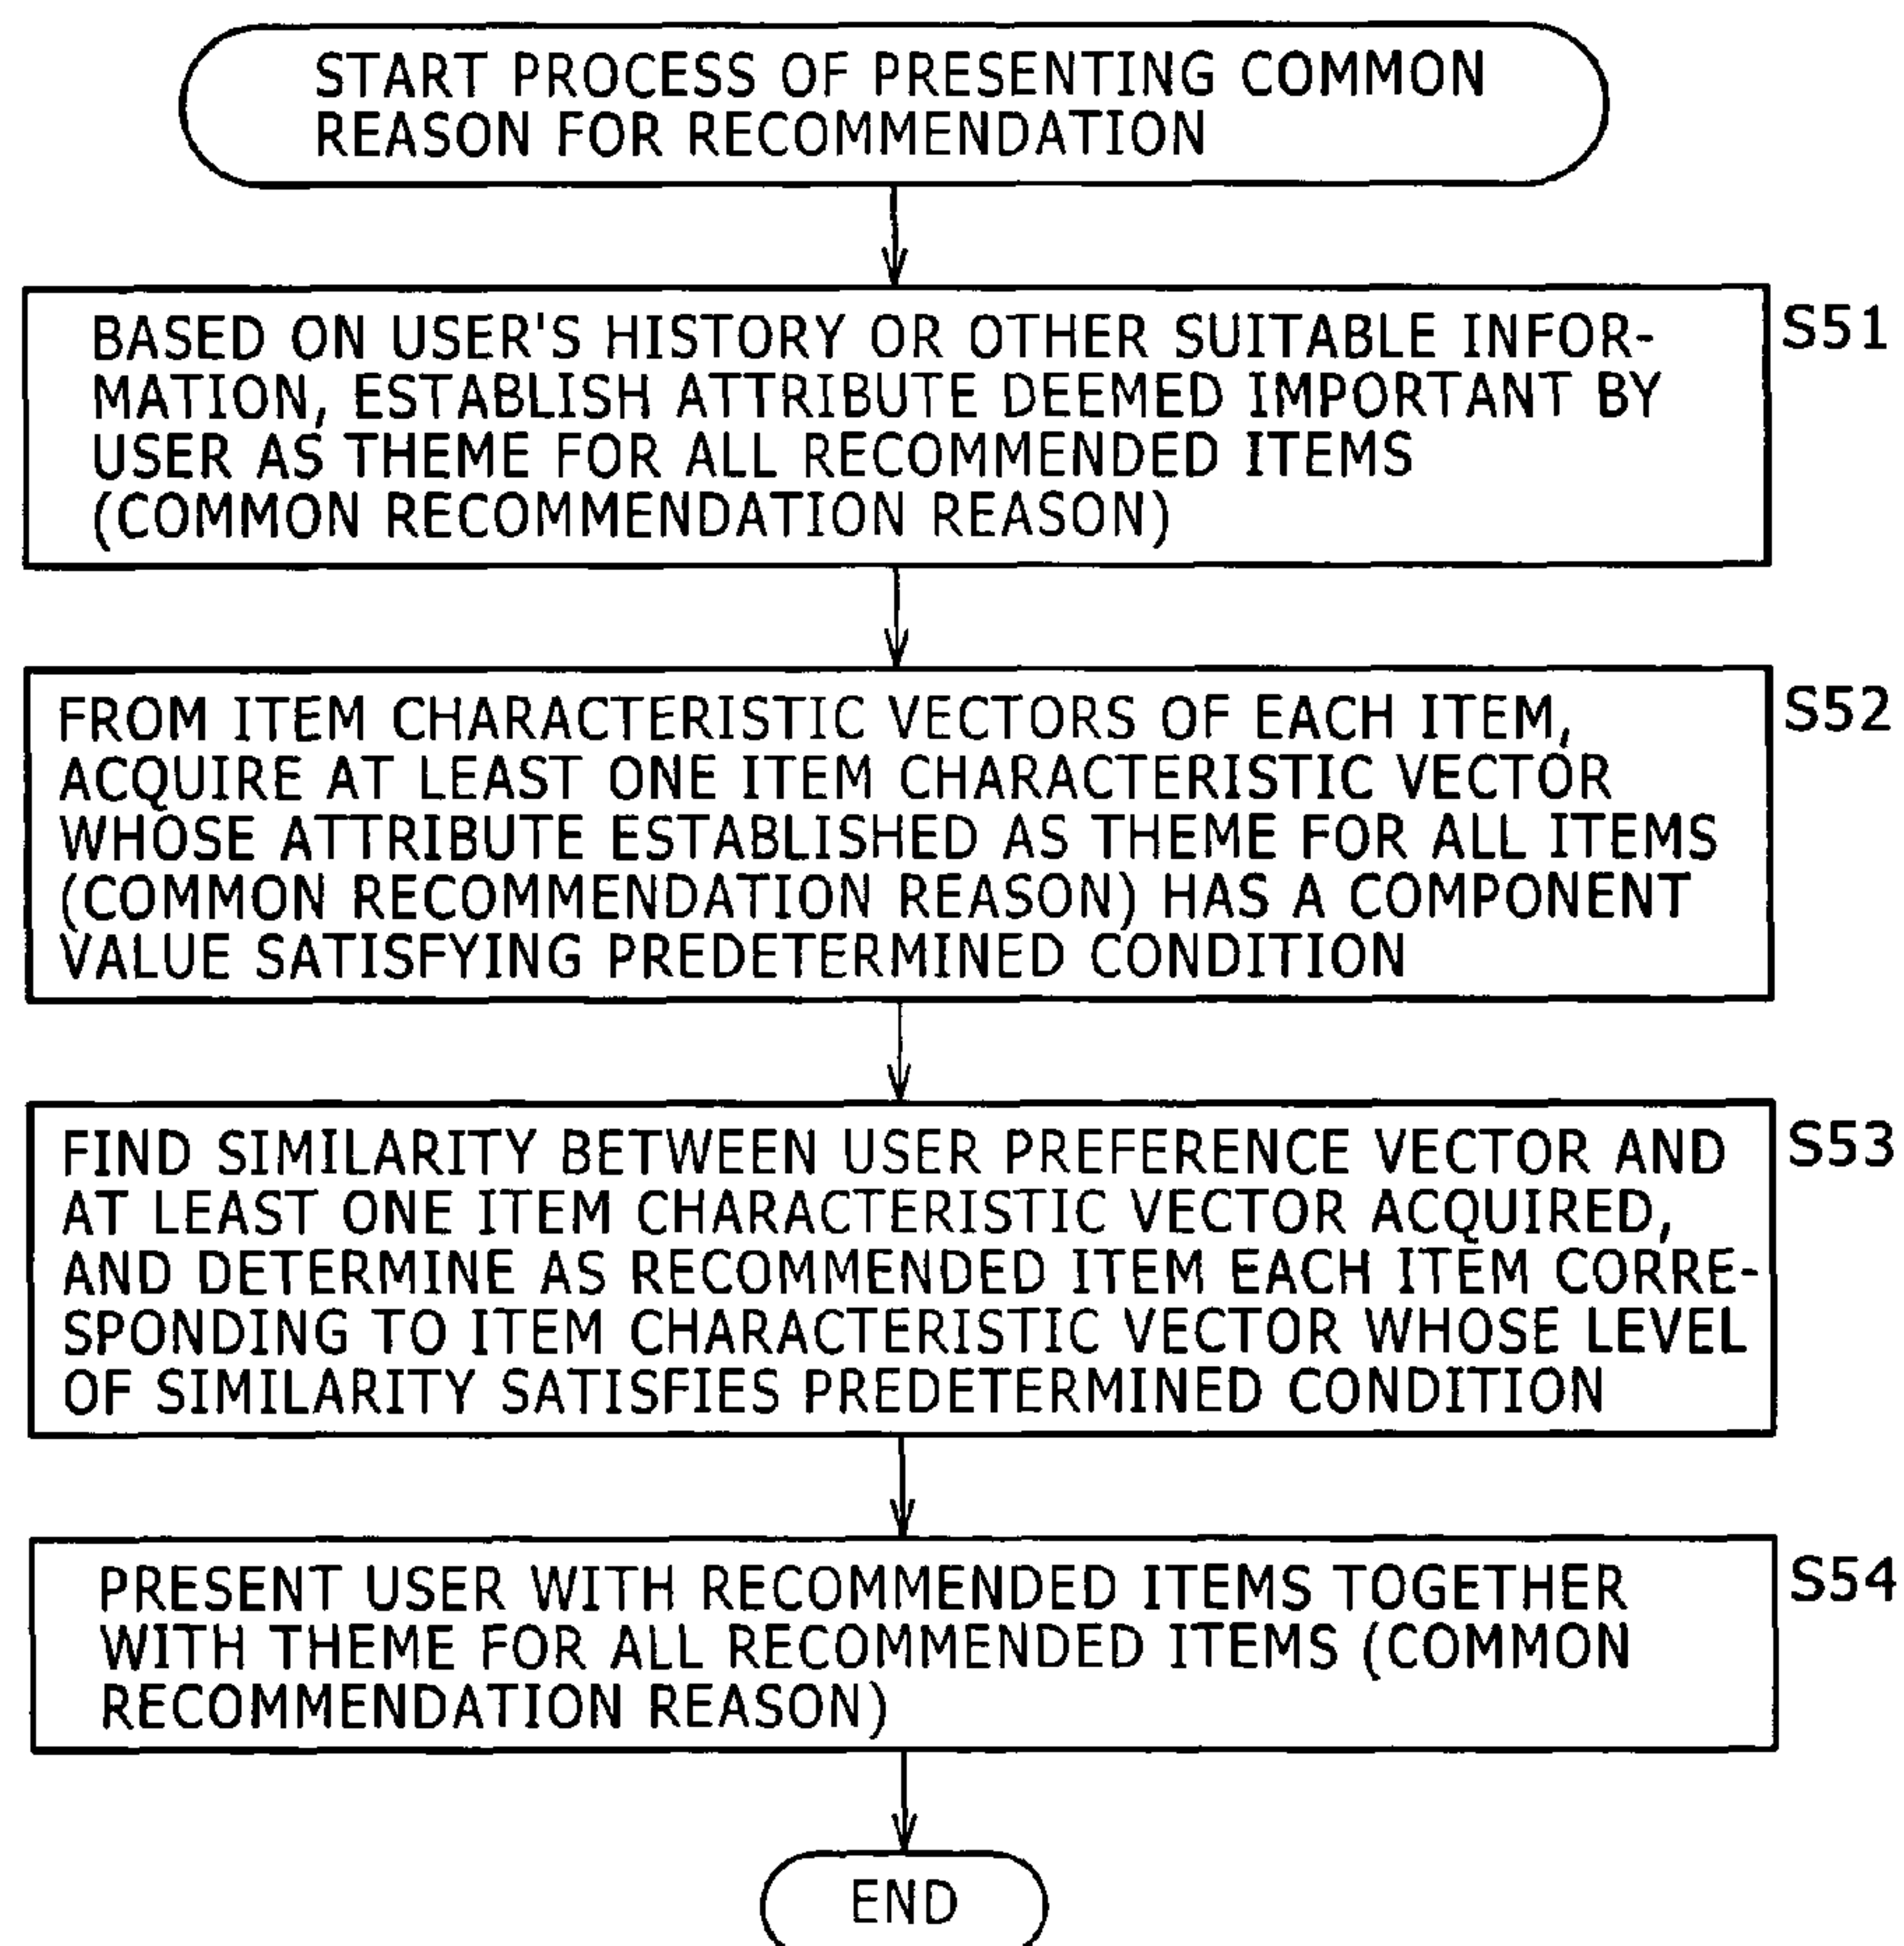 START PROCESS OF PRESENTING COMMON
REASON FOR RECOMMENDATION
BASED ON USER'S HISTORY OR OTHER SUITABLE INFOR-
MATION, ESTABLISH ATTRIBUTE DEEMED IMPORTANT BY
USER AS THEME FOR ALL RECOMMENDED ITEMS
(COMMON RECOMMENDATION REASON)
S51
FROM ITEM CHARACTERISTIC VECTORS OF EACH ITEM,
ACQUIRE AT LEAST ONE ITEM CHARACTERISTIC VECTOR
WHOSE ATTRIBUTE ESTABLISHED AS THEME FOR ALL ITEMS
(COMMON RECOMMENDATION REASON) HAS A COMPONENT
VALUE SATISFYING PREDETERMINED CONDITION
S52
FIND SIMILARITY BETWEEN USER PREFERENCE VECTOR AND
AT LEAST ONE ITEM CHARACTERISTIC VECTOR ACQUIRED,
AND DETERMINE AS RECOMMENDED ITEM EACH ITEM CORRE-
SPONDING TO ITEM CHARACTERISTIC VECTOR WHOSE LEVEL
OF SIMILARITY SATISFIES PREDETERMINED CONDITION
S53
PRESENT USER WITH RECOMMENDED ITEMS TOGETHER
WITH THEME FOR ALL RECOMMENDED ITEMS (COMMON
RECOMMENDATION REASON)
S54
END